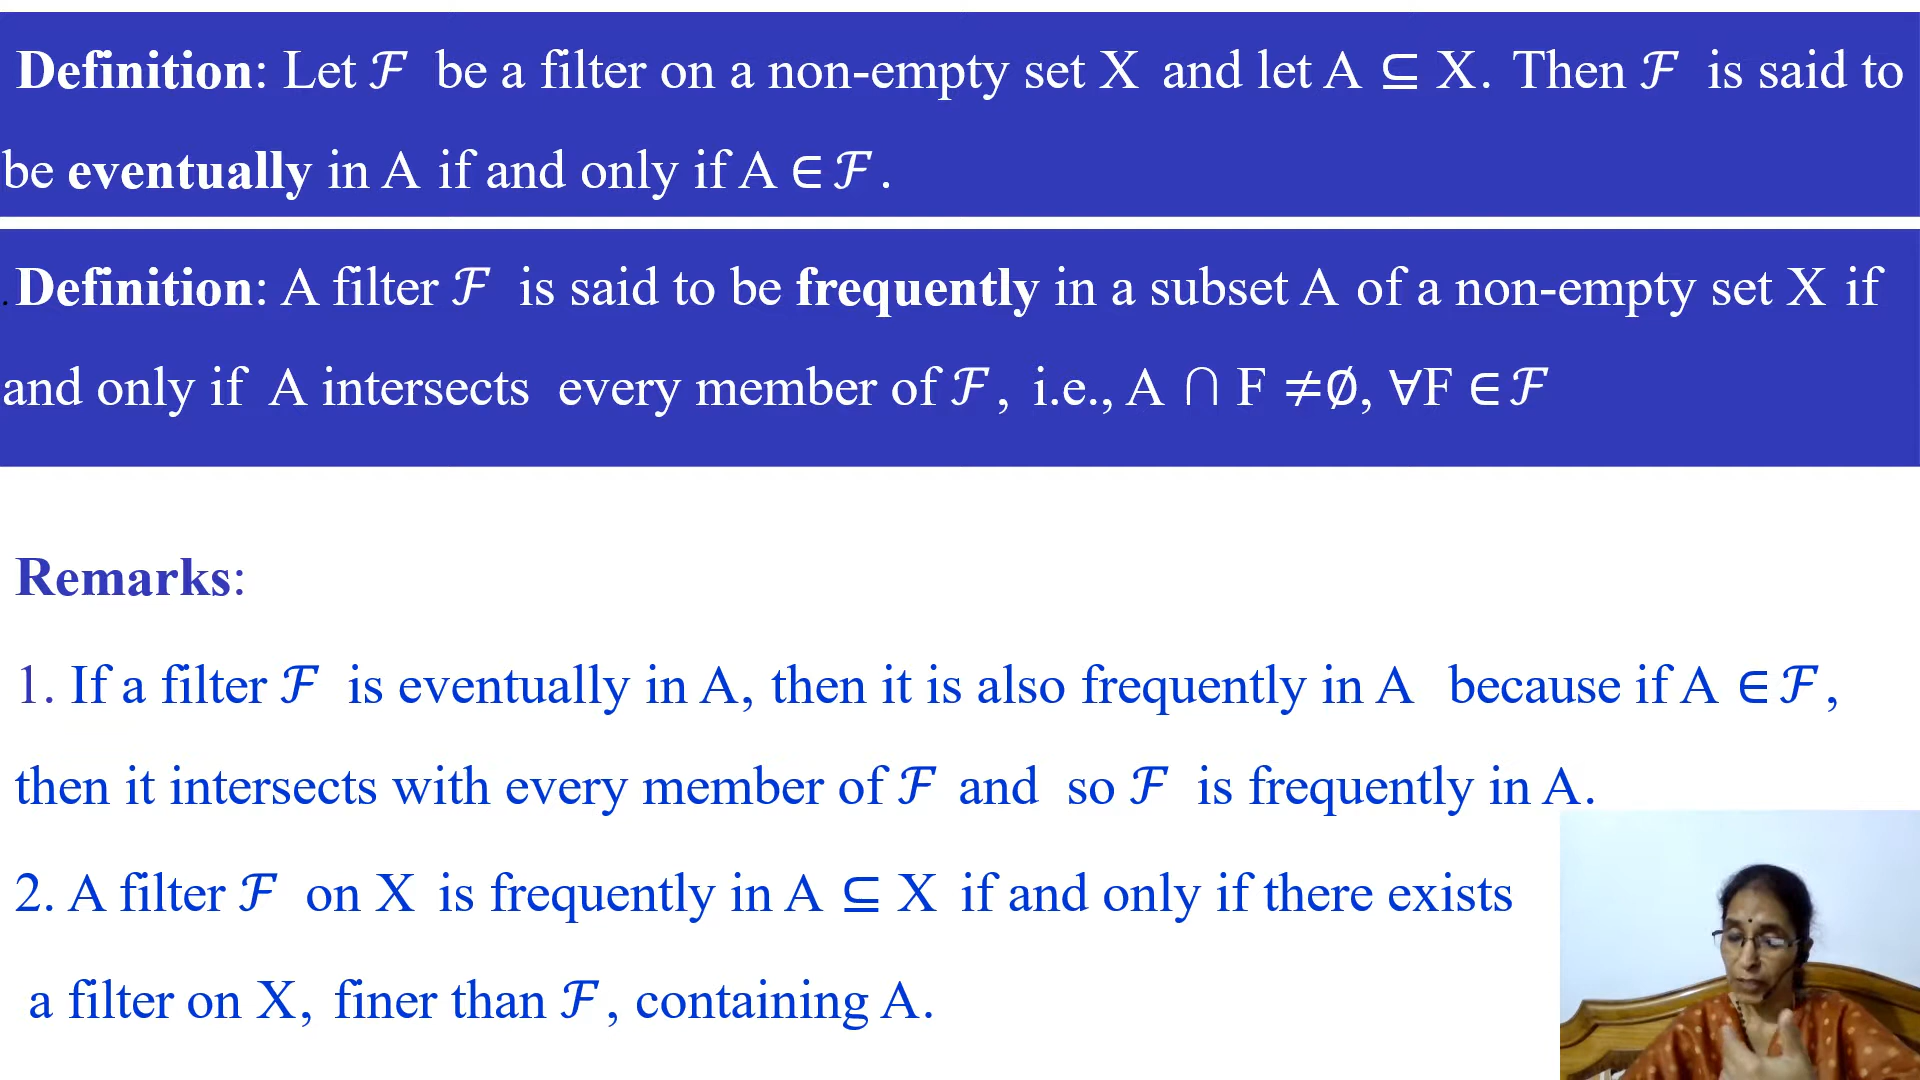 Definition: Let ℱ be a filter on a non-empty set X and let A ⊆ X. Then ℱ is said to
be eventually in A if and only if A ∈ ℱ.
.Definition: A filter ℱ is said to be frequently in a subset A of a non-empty set X if
and only if A intersects every member of ℱ, i.e., A ∩ F ≠∅, ∀F ∈ ℱ
Remarks:
1. If a filter ℱ is eventually in A, then it is also frequently in A because if A ∈ ℱ,
then it intersects with every member of ℱ and so ℱ is frequently in A.
2. A filter ℱ on X is frequently in A ⊆ X if and only if there exists
a filter on X, finer than ℱ, containing A.